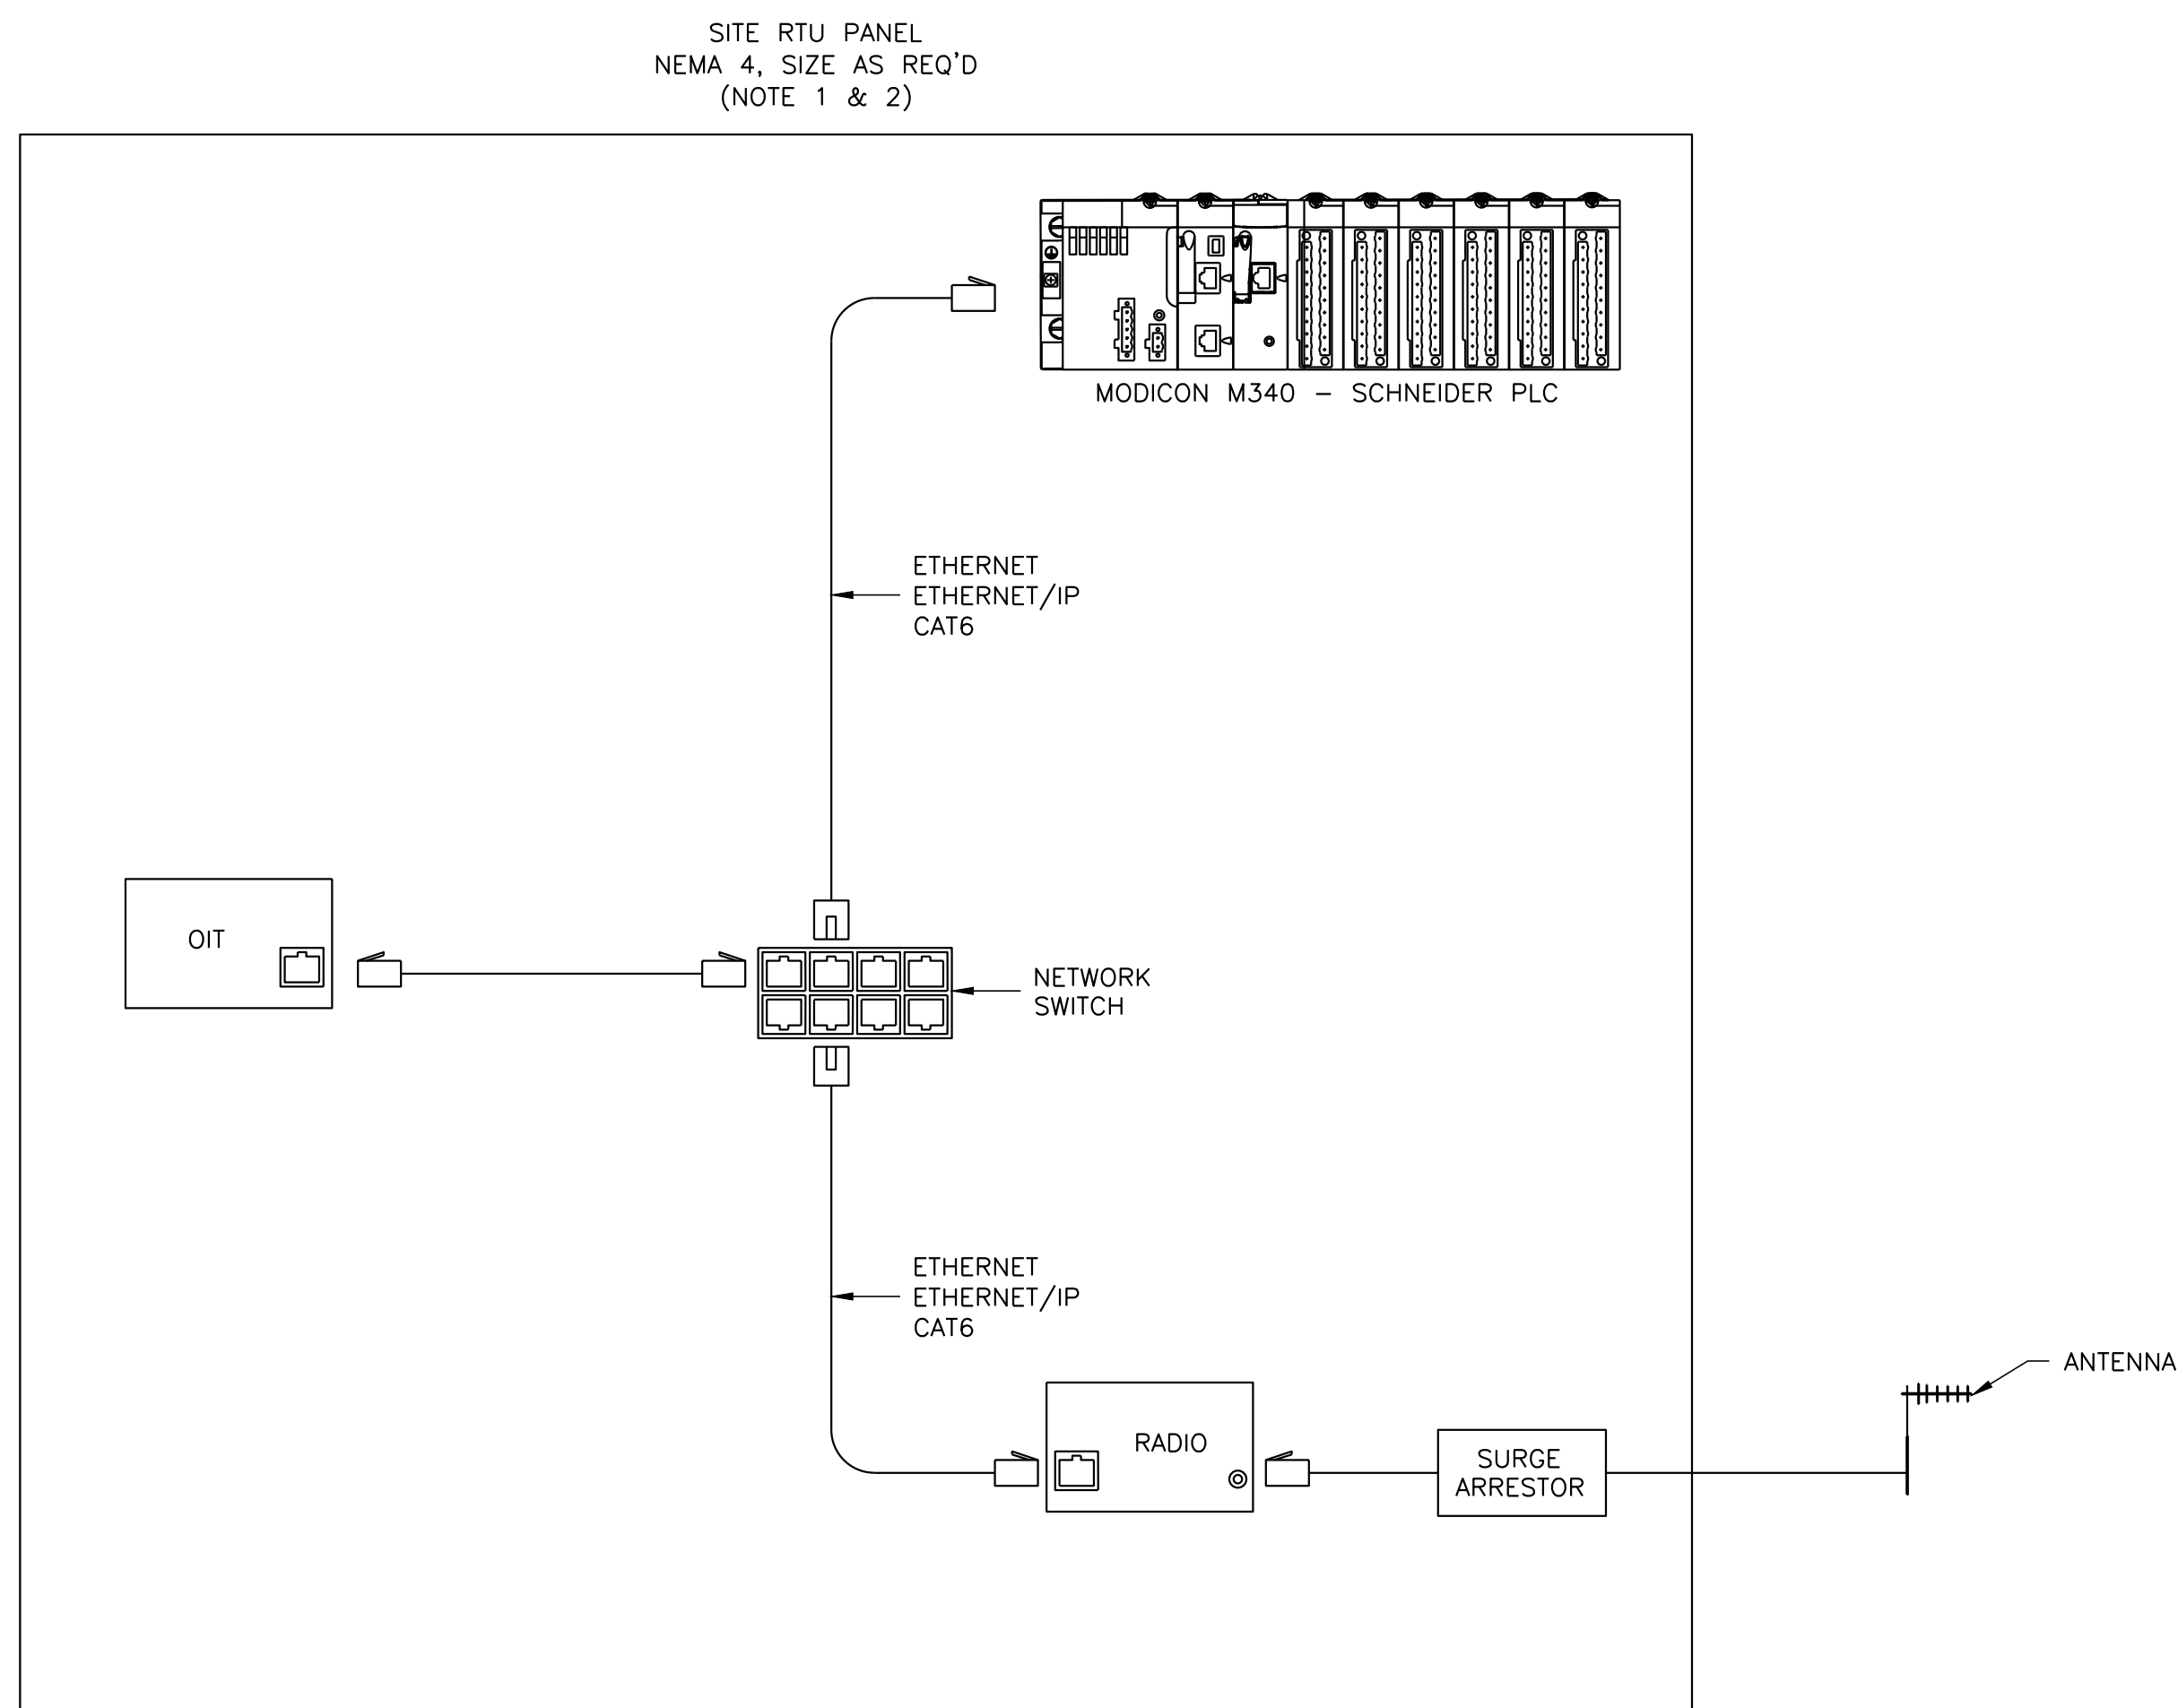 SITE RTU PANEL
NEMA 4, SIZE AS REQ'D
(NOTE 1 & 2)
MODICON M340 - SCHNEIDER PLC
ETHERNET
ETHERNET/IP
CAT6
OIT
NETWORK
SWITCH
ETHERNET
ETHERNET/IP
CAT6
ANTENNA
RADIO
SURGE
ARRESTOR